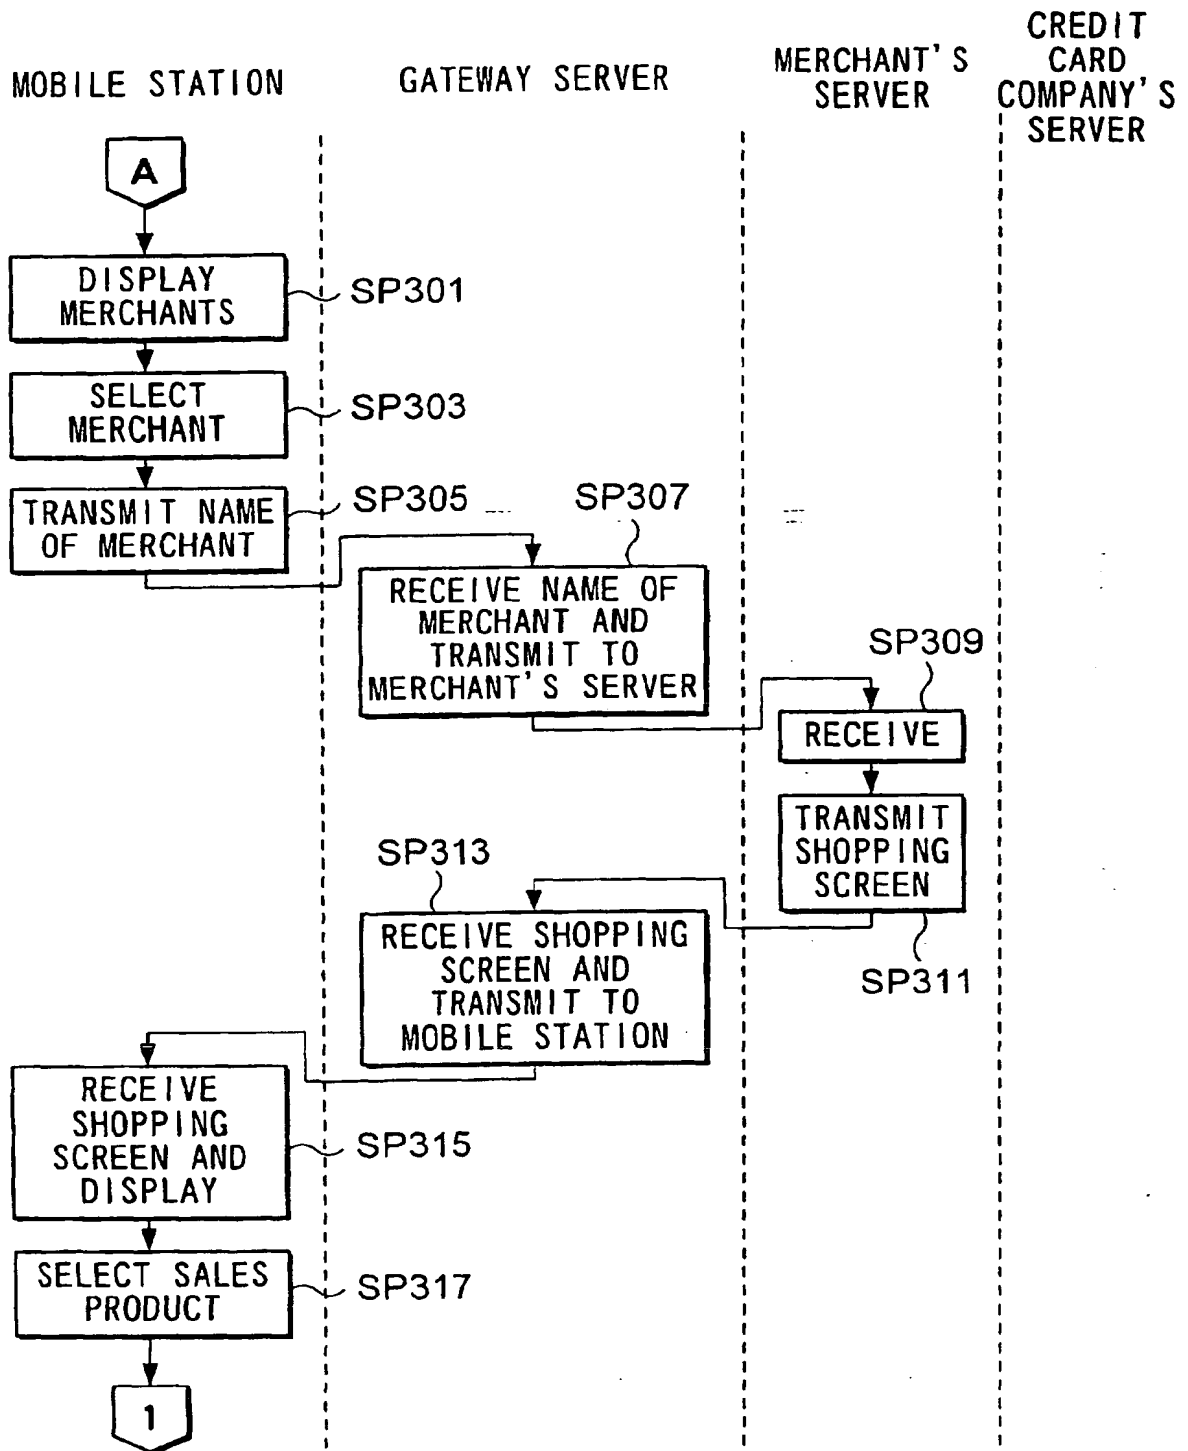 MOBILE STATION
GATEWAY SERVER
MERCHANT'S
SERVER
CREDIT
CARD
COMPANY'S
SERVER
A
DISPLAY
MERCHANTS
SP301
SELECT
MERCHANT
SP303
TRANSMIT NAME
OF MERCHANT
SP305
SP307
RECEIVE NAME OF
MERCHANT AND
TRANSMIT TO
MERCHANT'S SERVER
SP309
RECEIVE
TRANSMIT
SHOPPING
SCREEN
SP311
SP313
RECEIVE SHOPPING
SCREEN AND
TRANSMIT TO
MOBILE STATION
RECEIVE
SHOPPING
SCREEN AND
DISPLAY
SP315
SELECT SALES
PRODUCT
SP317
1